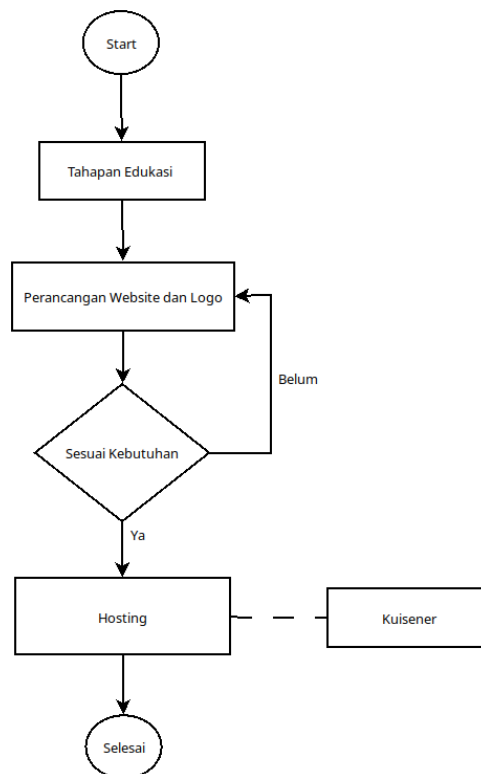 Start
Tahapan Edukasi
Perancangan Website dan Logo
Belum
Sesuai Kebutuhan
Ya
Hosting
Kuisener
Selesai